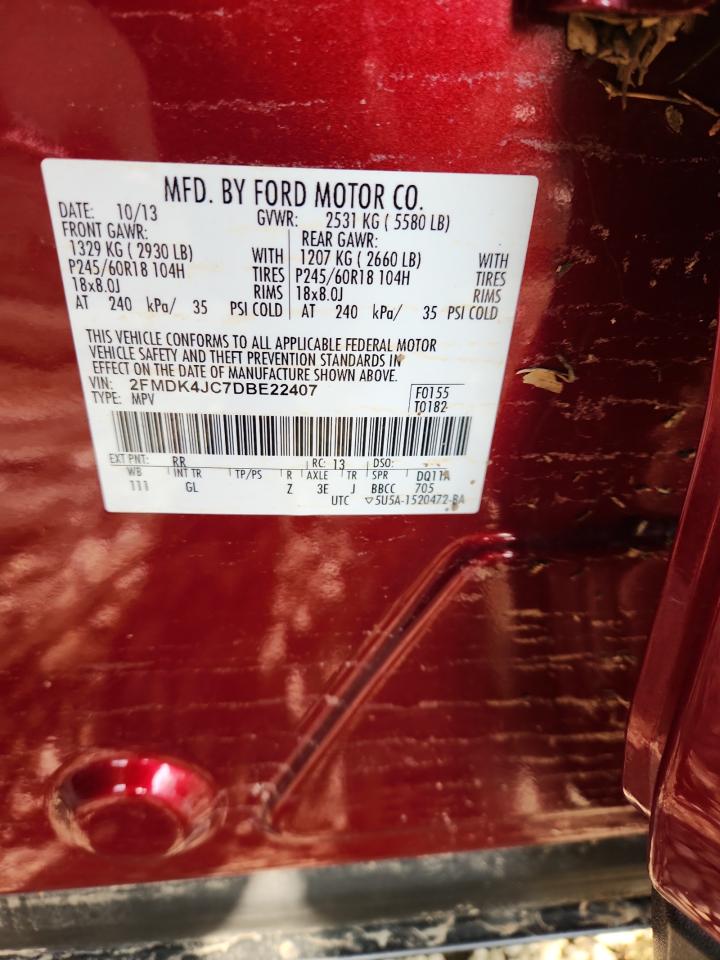 MFD. BY FORD MOTOR CO.
DATE: 10/13 GVWR: 2531 KG ( 5580 LB)
FRONT GAWR: REAR GAWR:
1329 KG ( 2930 LB) WITH 1207 KG ( 2660 LB) WITH
P245/60R18 104H TIRES P245/60R18 104H TIRES
18x8.0J RIMS 18x8.0J RIMS
AT 240 kPa/ 35 PSI COLD AT 240 kPa/ 35 PSI COLD
THIS VEHICLE CONFORMS TO ALL APPLICABLE FEDERAL MOTOR
VEHICLE SAFETY AND THEFT PREVENTION STANDARDS IN
EFFECT ON THE DATE OF MANUFACTURE SHOWN ABOVE.
VIN: 2FMDK4JC7DBE22407 F0155
TYPE: MPV T0182
EXT PNT: RR RC: 13 DSO:
WB INT TR TP/PS R AXLE TR SPR DQ11A
111 GL Z 3E J BBCC 705
UTC ▽5U5A-1520472-BA